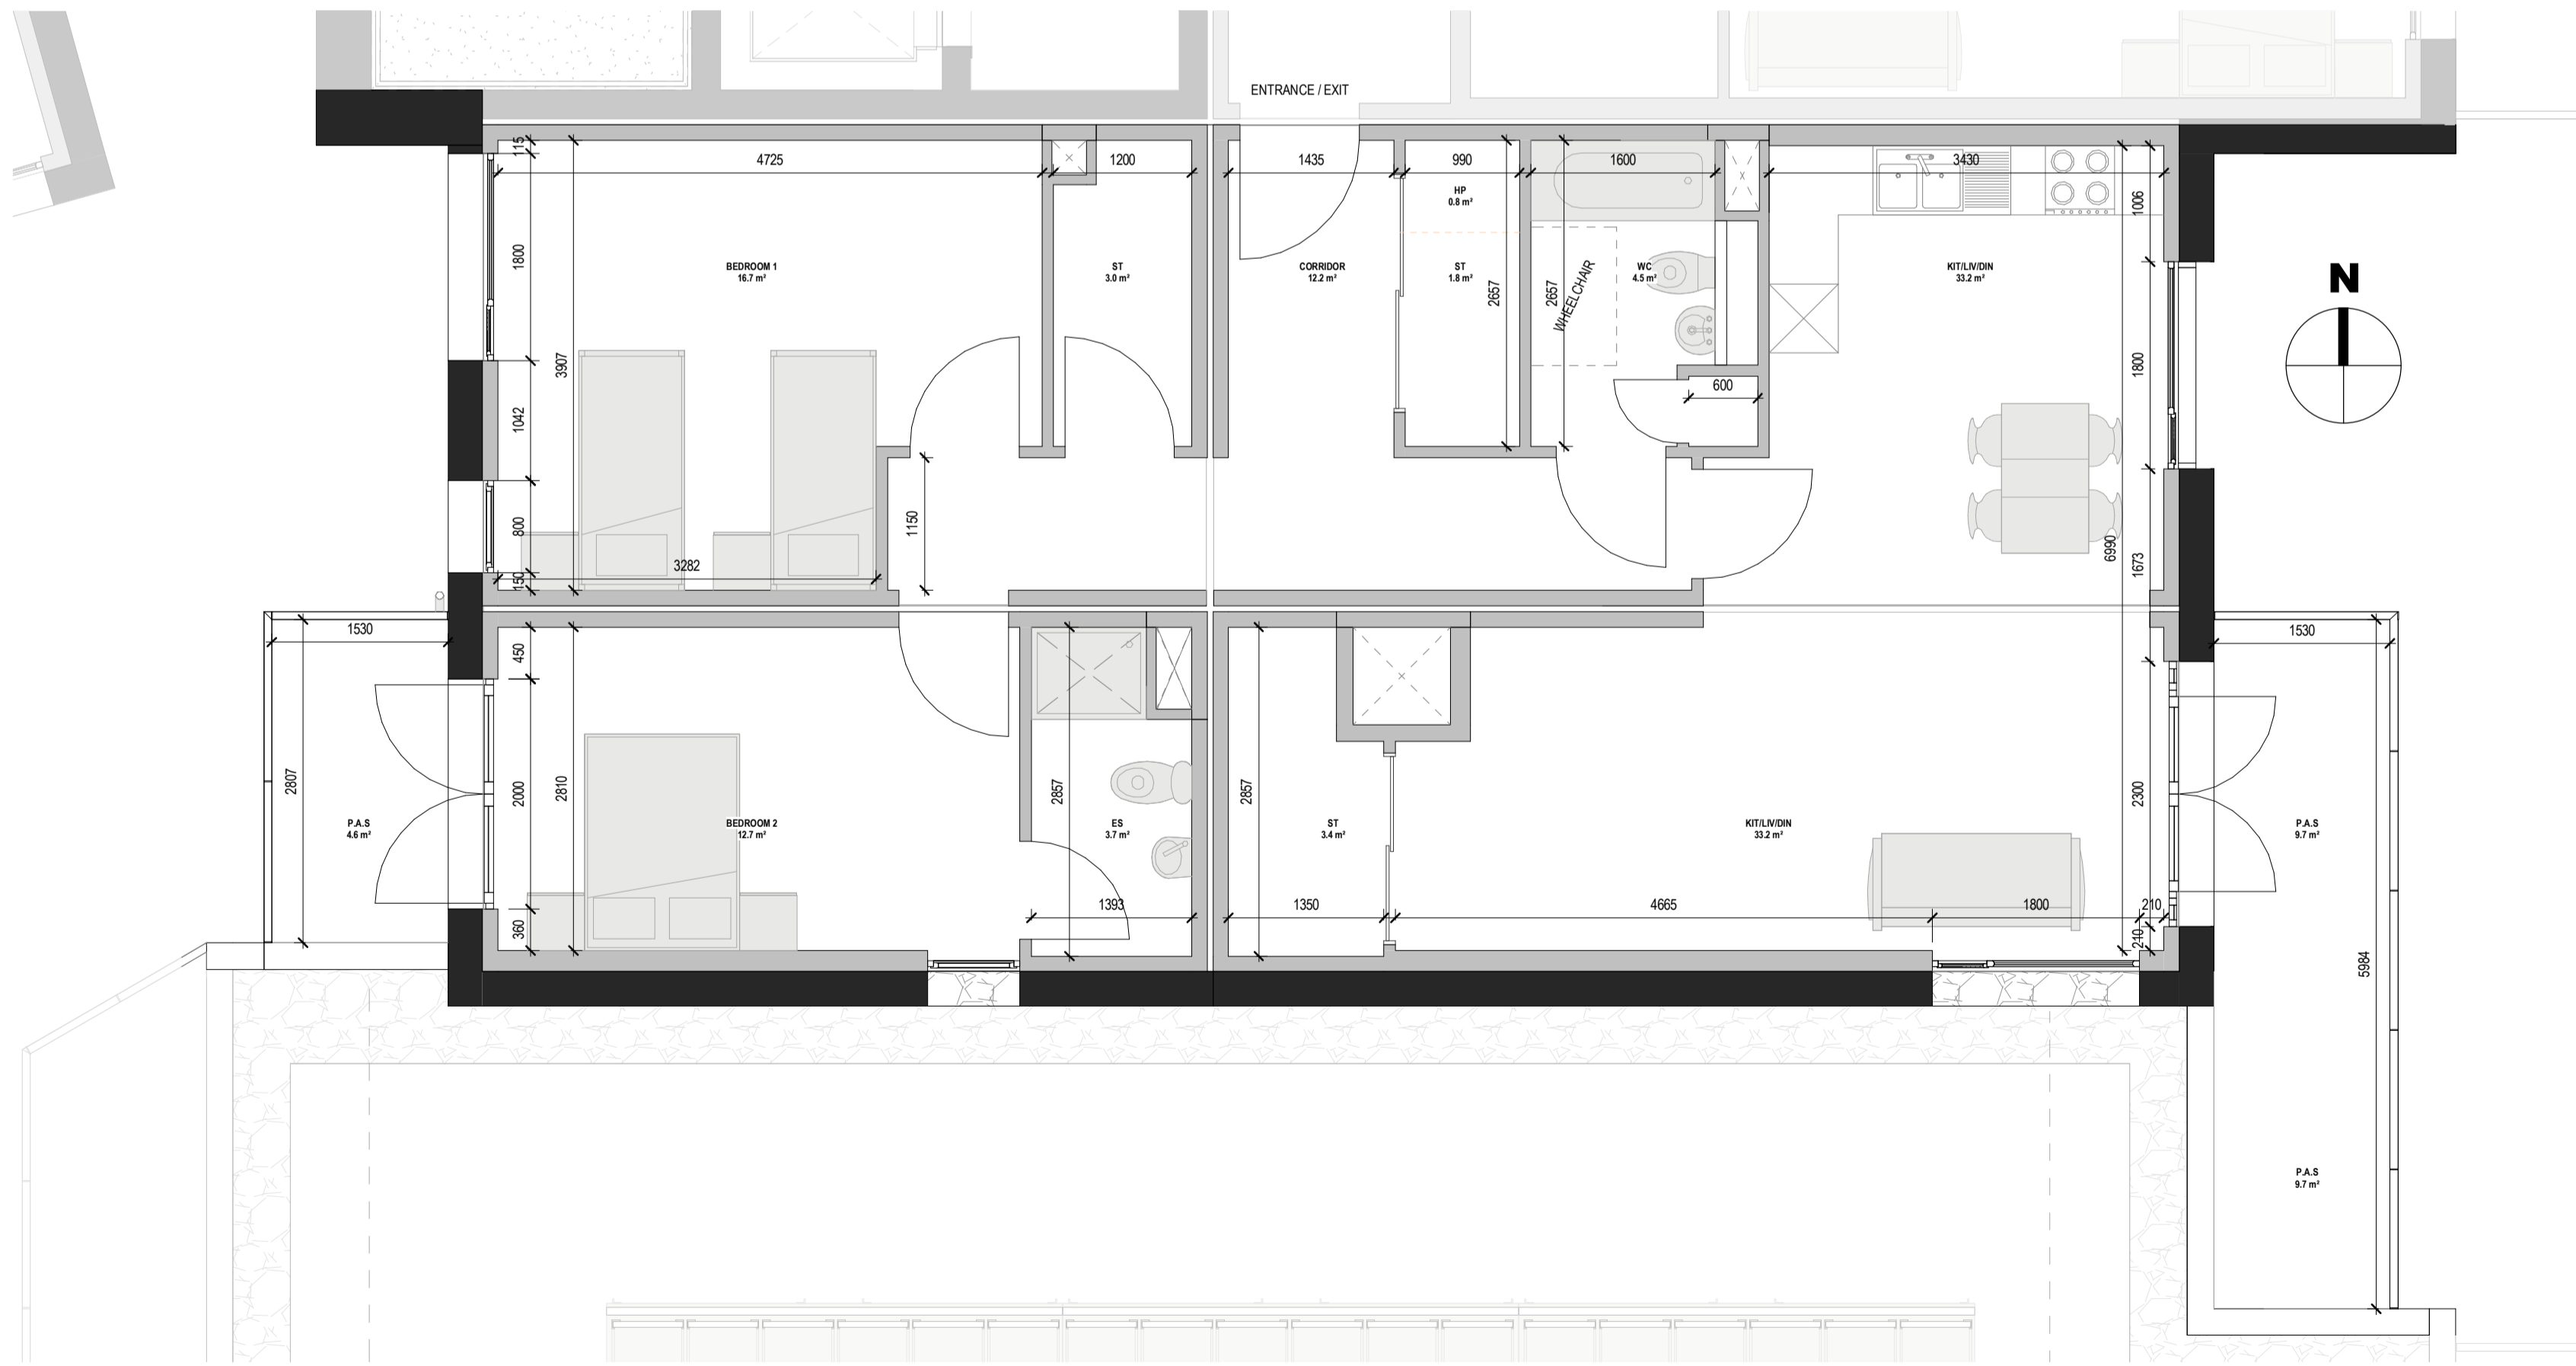 ENTRANCE / EXIT
115
4725
1200
1435
990
1600
3430
HP
0.8 m²
1066
N
1800
BEDROOM 1
16.7 m²
ST
3.0 m²
CORRIDOR
12.2 m²
ST
1.8 m²
2657
2657
WHEELCHAIR
WC
4.5 m²
KIT/LIV/DIN
33.2 m²
3907
1800
600
1042
1150
800
3282
150
6990
1673
1530
450
1530
2807
2000
2810
2857
2857
2300
P.A.S
4.6 m²
BEDROOM 2
12.7 m²
ES
3.7 m²
ST
3.4 m²
KIT/LIV/DIN
33.2 m²
P.A.S
9.7 m²
360
1393
1350
4665
1800
210
210
5984
P.A.S
9.7 m²